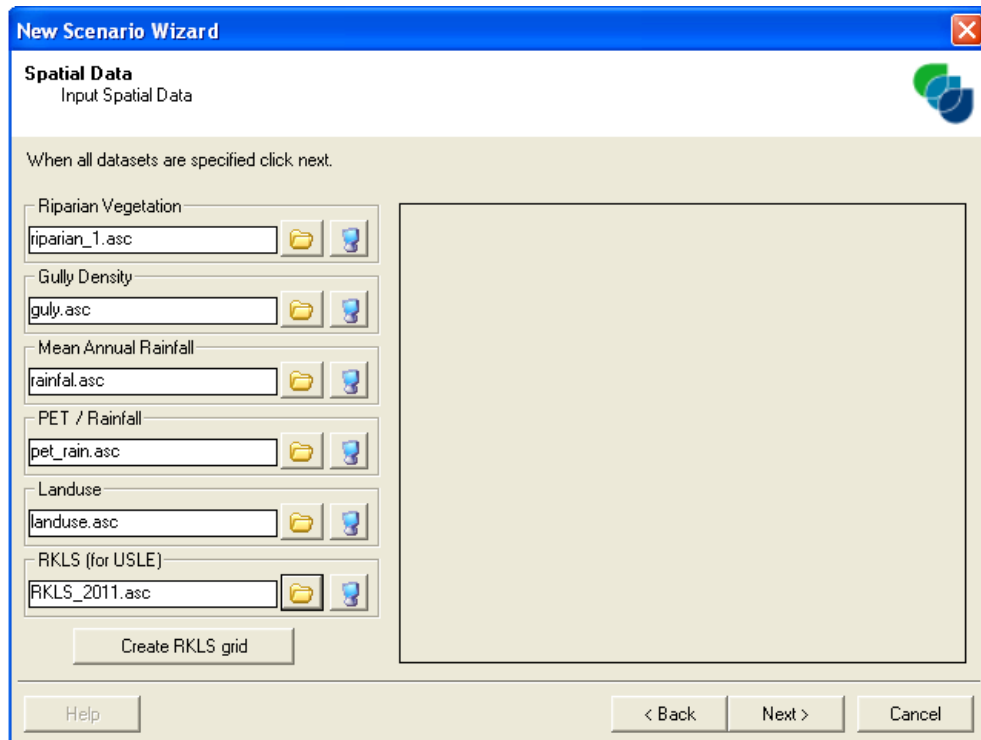 New Scenario Wizard
Spatial Data
Input Spatial Data
When all datasets are specified click next.
Riparian Vegetation
riparian_1.asc
Gully Density
guly.asc
Mean Annual Rainfall
rainfal.asc
PET / Rainfall
pet_rain.asc
Landuse
landuse.asc
RKLS (for USLE)
RKLS_2011.asc
Create RKLS grid
Help
< Back
Next >
Cancel